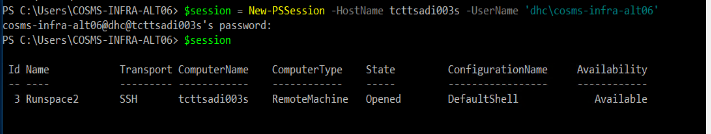 PS C:\Users\COSMS-INFRA-ALT06> $session = New-PSSession -HostName tcttsadi003s -UserName 'dhc\cosms-infra-alt06'
cosms-infra-alt06@dhc@tcttsadi003s's password:
PS C:\Users\COSMS-INFRA-ALT06> $session

 Id Name            Transport ComputerName    ComputerType    State         ConfigurationName     Availability
 -- ----            --------- ------------    ------------    -----         -----------------     ------------
  3 Runspace2       SSH       tcttsadi003s    RemoteMachine   Opened        DefaultShell             Available